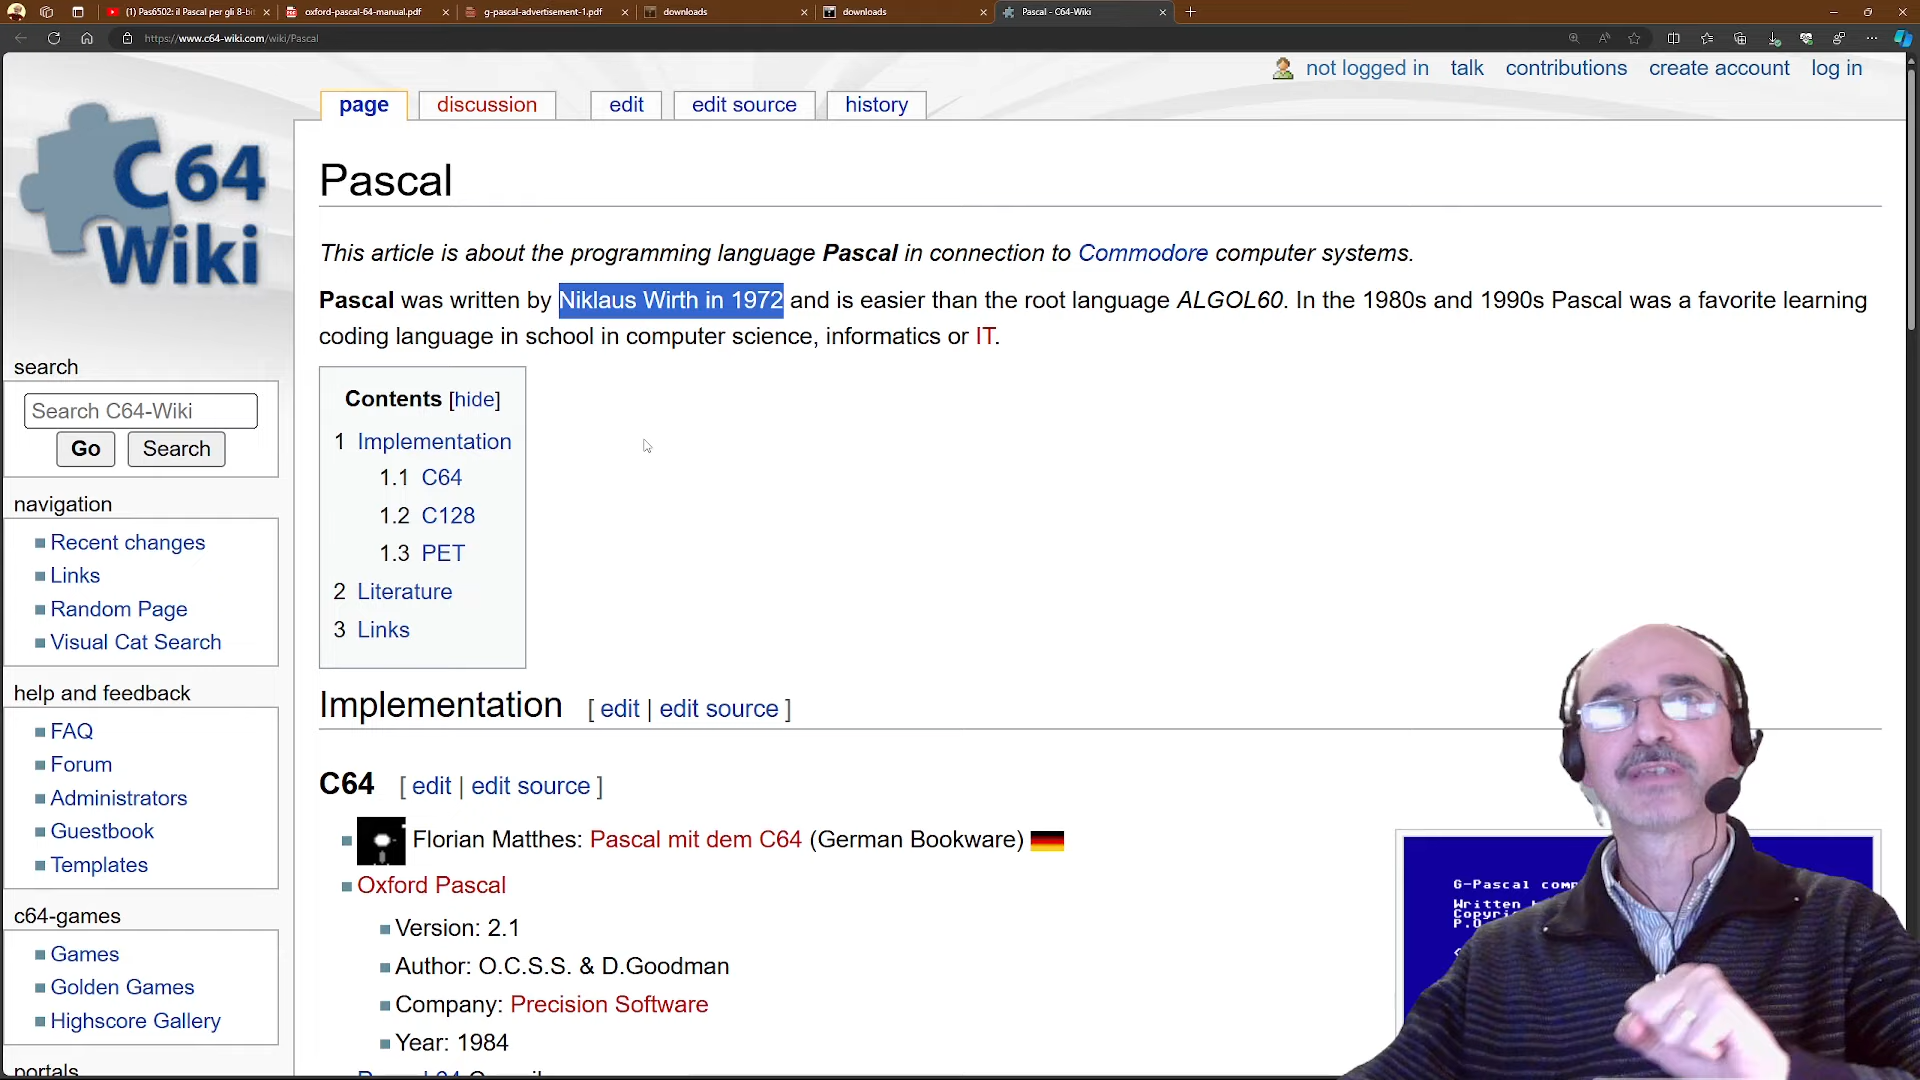 (1) Pas6502: il Pascal per gli 8-bit
oxford-pascal-64-manual.pdf
g-pascal-advertisement-1.pdf
downloads
downloads
Pascal - C64-Wiki
https://www.c64-wiki.com/wiki/Pascal
not logged in talk contributions create account log in
page discussion edit edit source history
C64
Wiki
Pascal
This article is about the programming language Pascal in connection to Commodore computer systems.
Pascal was written by Niklaus Wirth in 1972 and is easier than the root language ALGOL60. In the 1980s and 1990s Pascal was a favorite learning
coding language in school in computer science, informatics or IT.
search
Search C64-Wiki
Go Search
navigation
Recent changes
Links
Random Page
Visual Cat Search
help and feedback
FAQ
Forum
Administrators
Guestbook
Templates
c64-games
Games
Golden Games
Highscore Gallery
portals
Contents [hide]
1 Implementation
1.1 C64
1.2 C128
1.3 PET
2 Literature
3 Links
Implementation [ edit | edit source ]
C64 [ edit | edit source ]
Florian Matthes: Pascal mit dem C64 (German Bookware)
Oxford Pascal
Version: 2.1
Author: O.C.S.S. & D.Goodman
Company: Precision Software
Year: 1984
G-Pascal
Written
P.O.